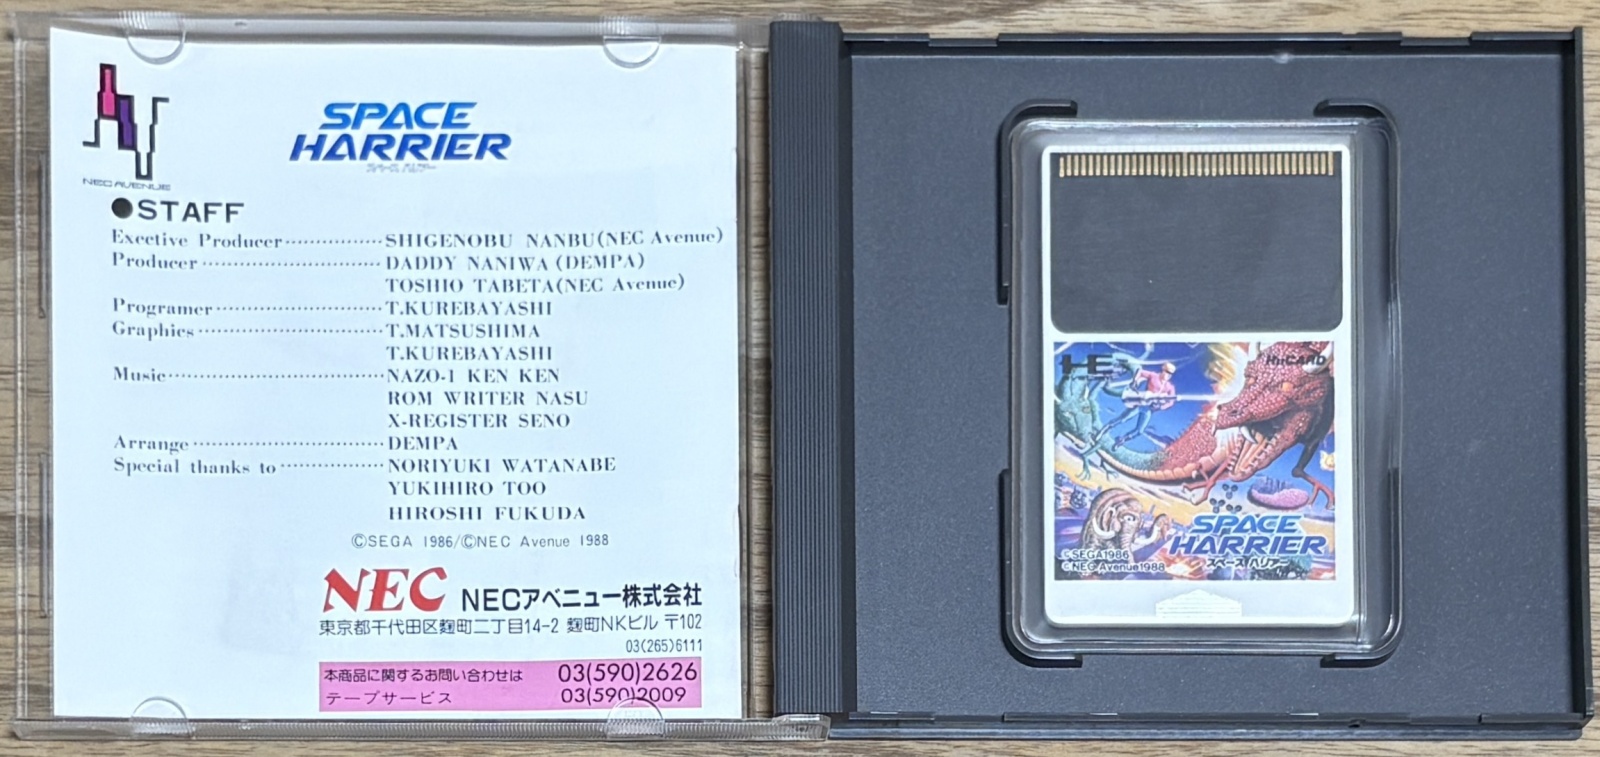 NEC AVENUE
SPACE
HARRIER
●STAFF
Exective Producer················SHIGENOBU NANBU(NEC Avenue)
Producer······························DADDY NANIWA (DEMPA)
TOSHIO TABETA(NEC Avenue)
Programer····························T.KUREBAYASHI
Graphics·······························T.MATSUSHIMA
T.KUREBAYASHI
Music····································NAZO-1 KEN KEN
ROM WRITER NASU
X-REGISTER SENO
Arrange································DEMPA
Special thanks to·················NORIYUKI WATANABE
YUKIHIRO TOO
HIROSHI FUKUDA
©SEGA 1986/©NEC Avenue 1988
NEC NECアベニュー株式会社
東京都千代田区麹町二丁目14-2 麹町NKビル 〒102
03(265)6111
本商品に関するお問い合わせは 03(590)2626
テープサービス 03(590)2009
HE HuCARD
SPACE
HARRIER
スペースハリアー
©SEGA1986
©NEC Avenue1988